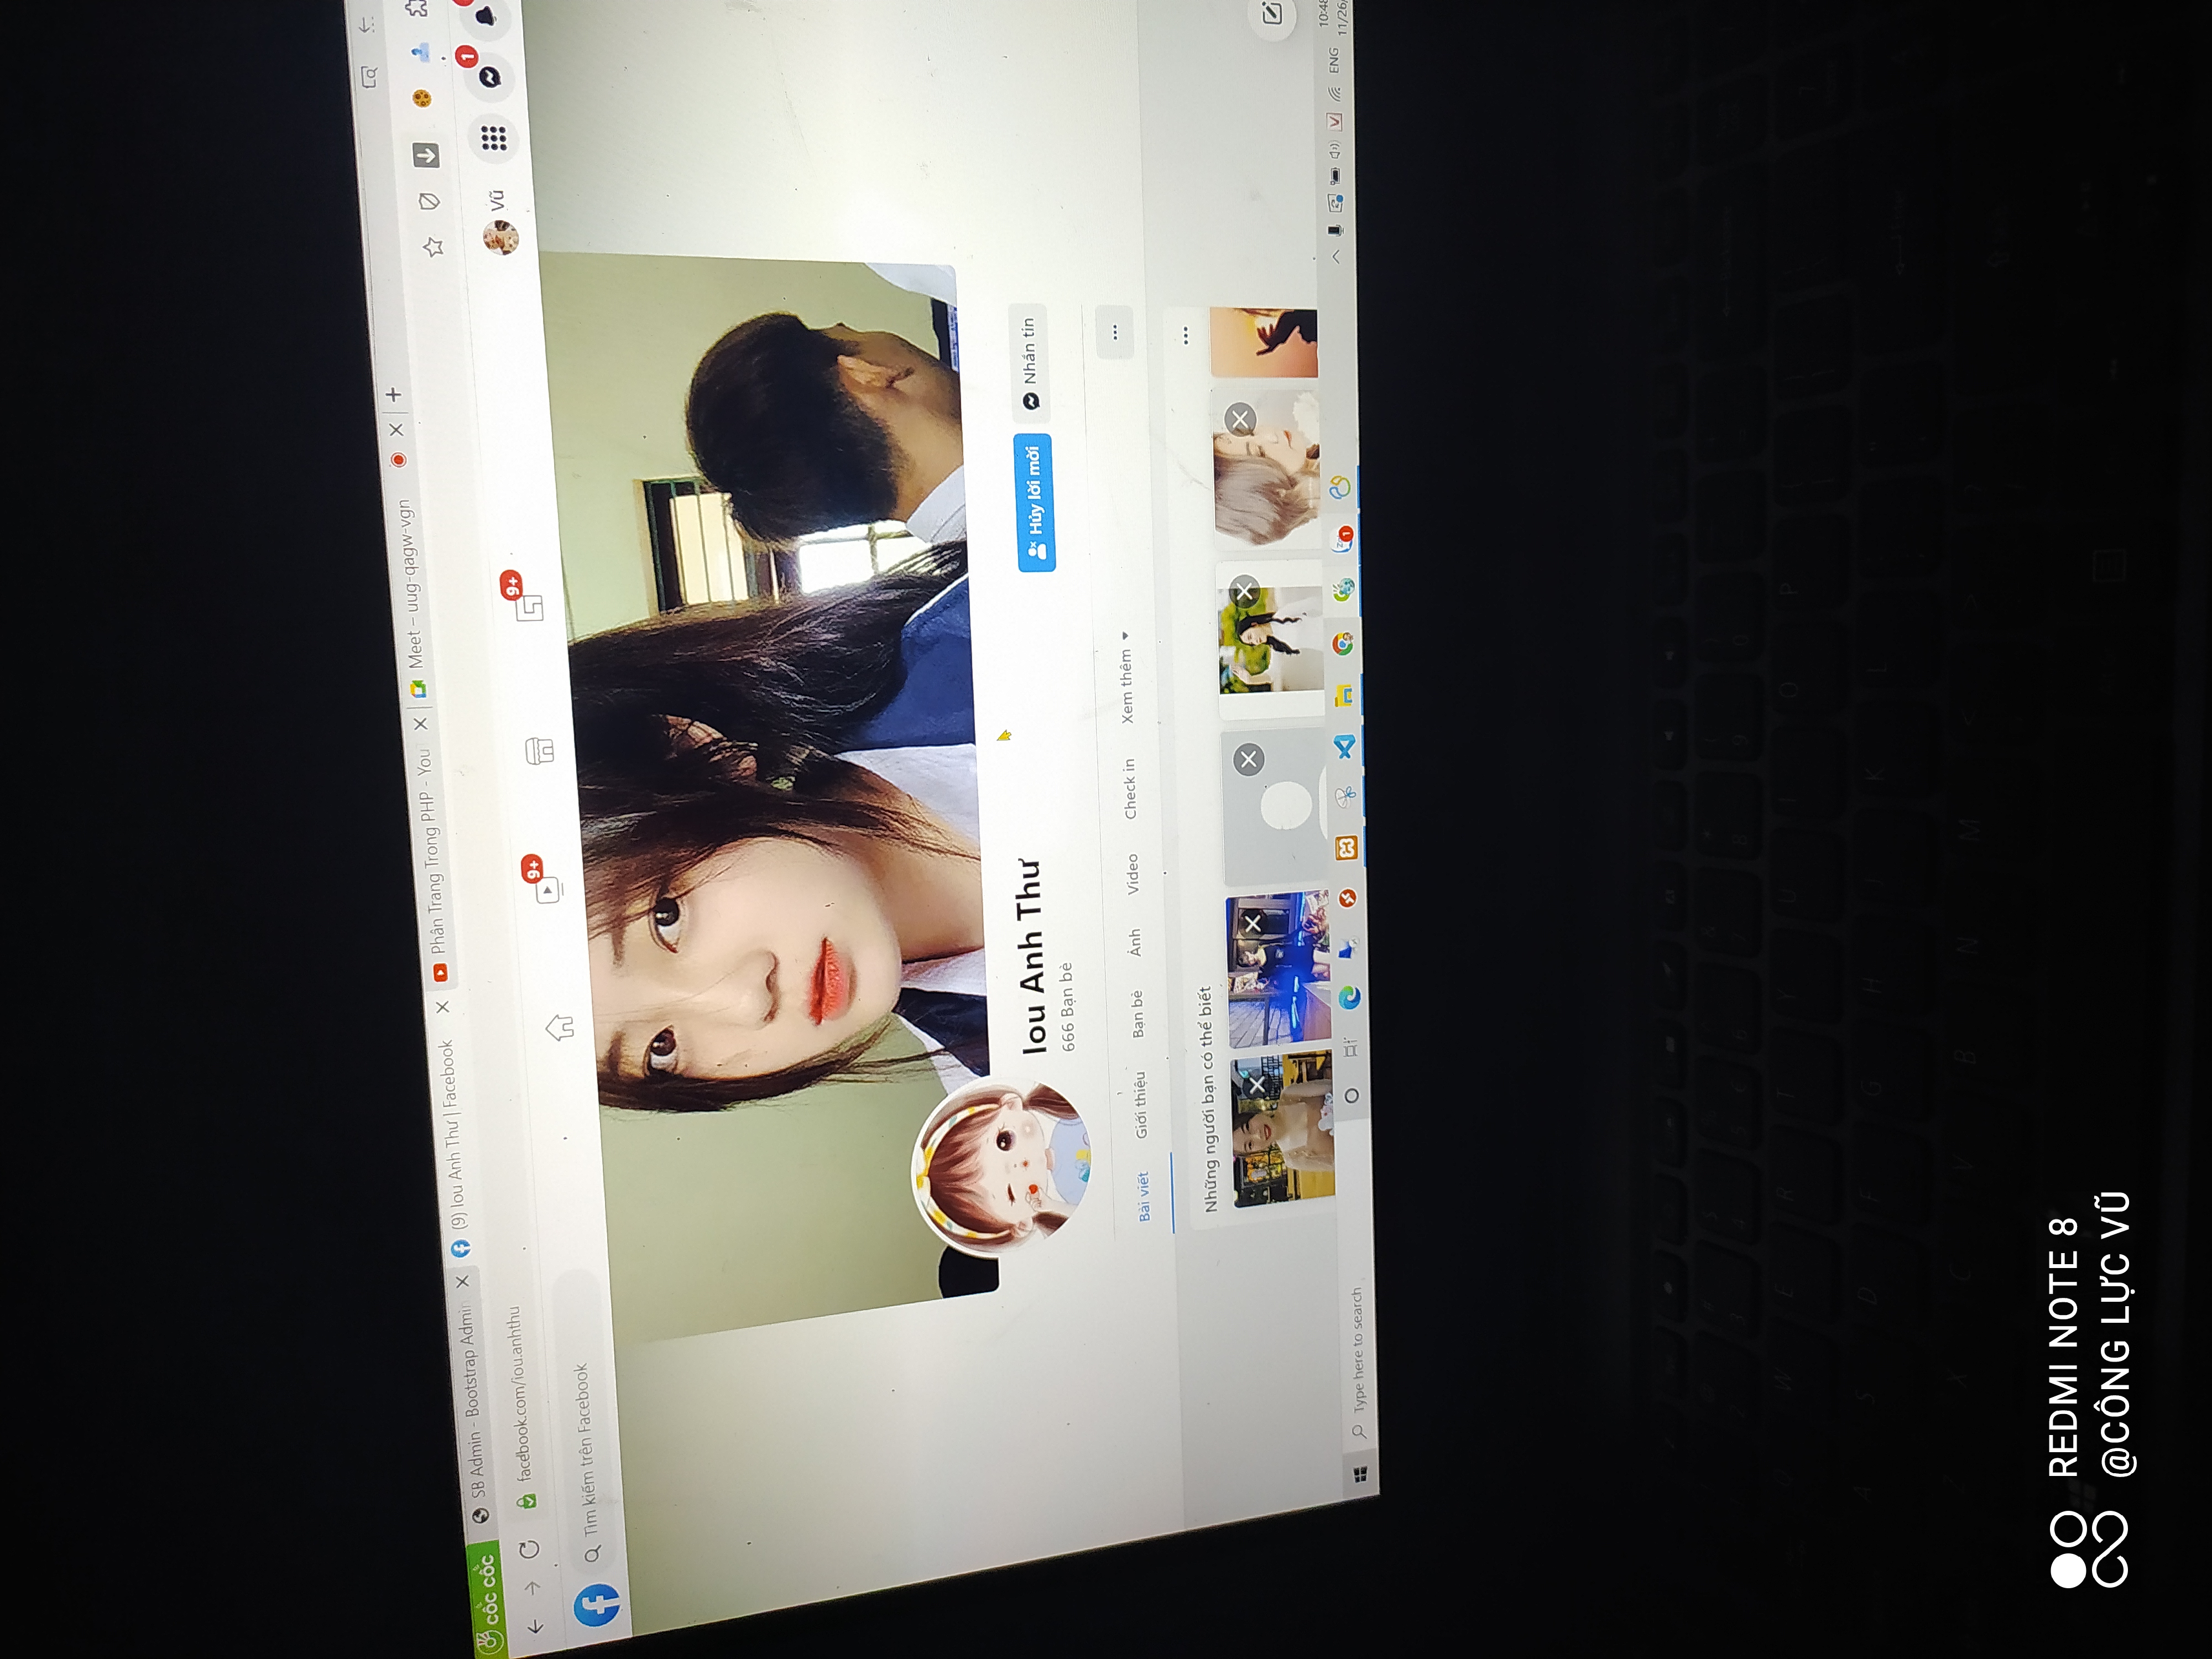 cốc cốc
SB Admin - Bootstrap Admin
(9) Iou Anh Thư | Facebook
Phân Trang Trong PHP - You
Meet – uug-qagw-vgn
facebook.com/iou.anhthu
Tìm kiếm trên Facebook
9+
9+
Vũ
1
Iou Anh Thư
666 Bạn bè
Hủy lời mời
Nhắn tin
Bài viết
Giới thiệu
Bạn bè
Ảnh
Video
Check in
Xem thêm
Những người bạn có thể biết
Type here to search
1
V
ENG
10:48
11/26/
W E R T Y U I O P
A S D F G H J K L
Z X C V B N M
REDMI NOTE 8
@CÔNG LỰC VŨ